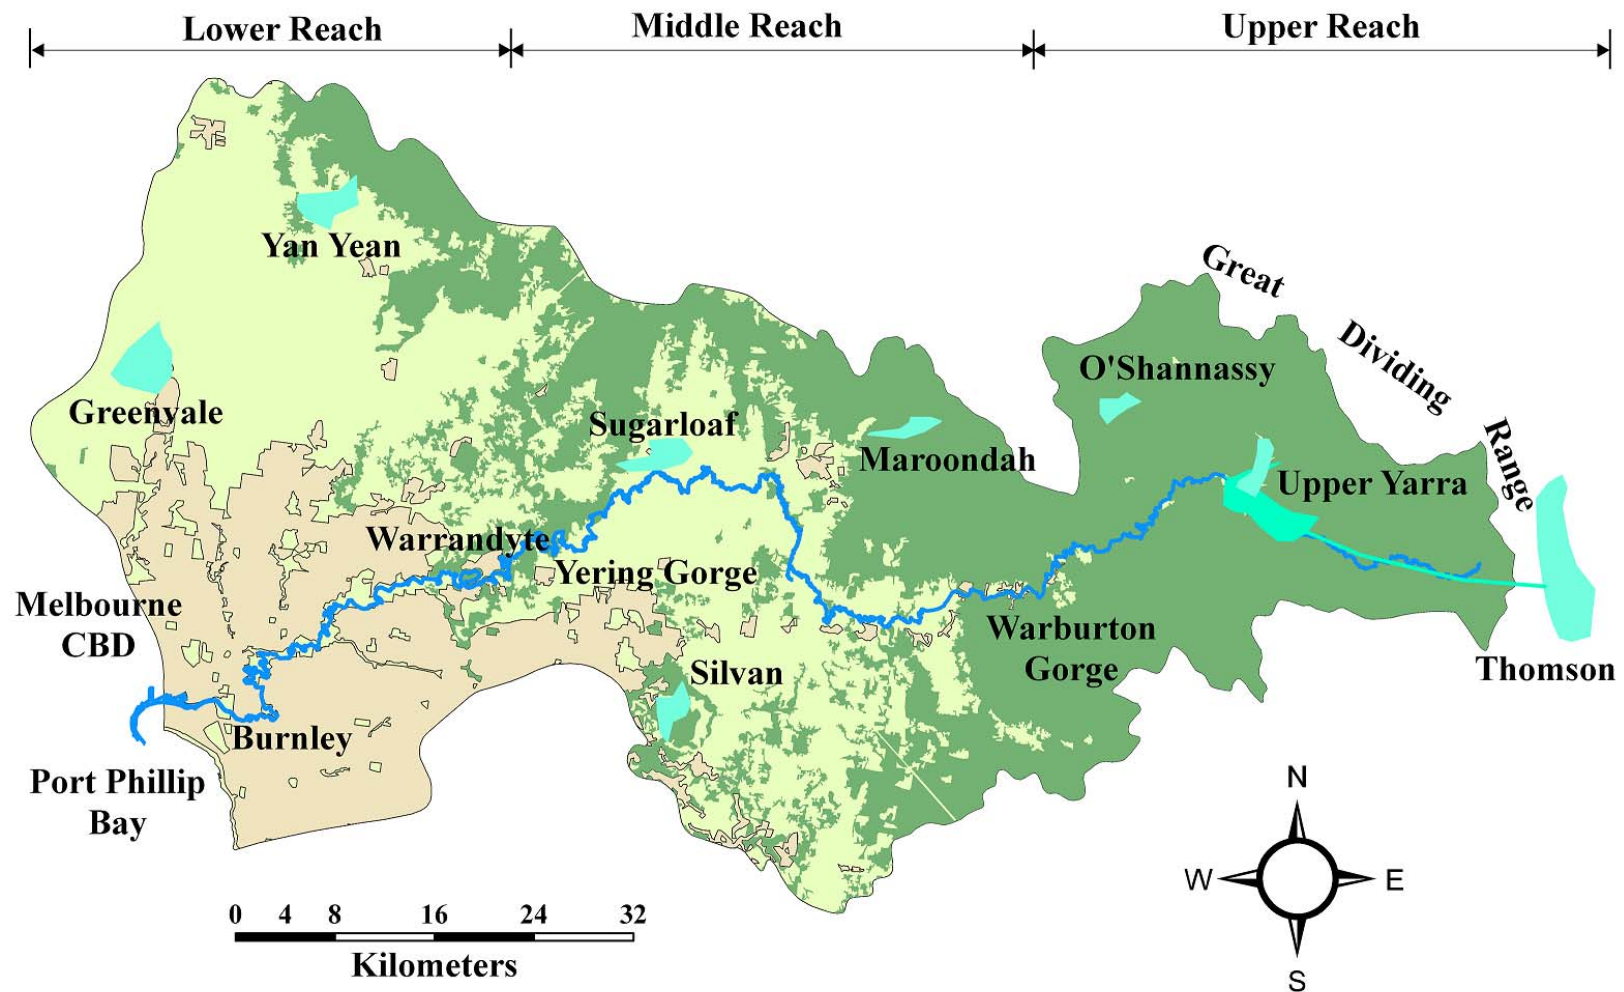 Lower Reach
Middle Reach
Upper Reach
Yan Yean
Great
Dividing
Range
O'Shannassy
Greenvale
Sugarloaf
Maroondah
Upper Yarra
Warrandyte
Yering Gorge
Melbourne
CBD
Warburton
Gorge
Thomson
Silvan
Burnley
Port Phillip
Bay
N
W
E
S
0 4 8 16 24 32
Kilometers